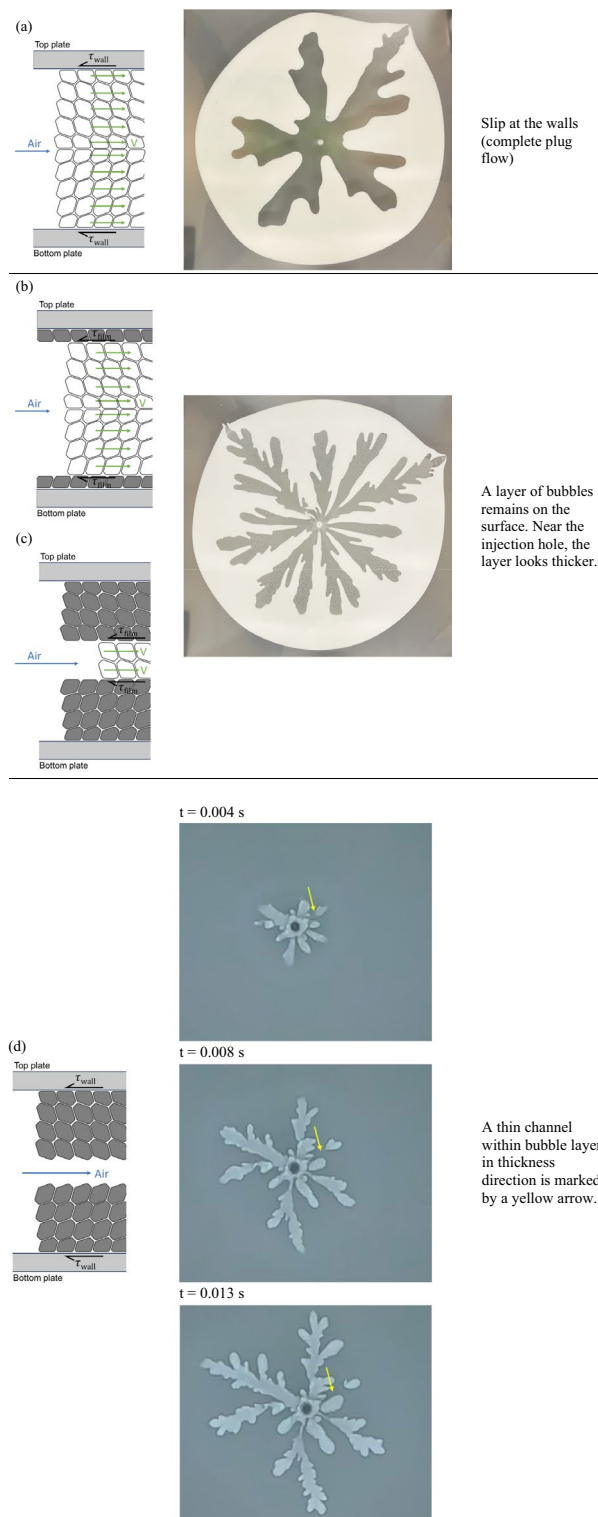 (a)
Top plate
τwall
Air
V
τwall
Bottom plate
Slip at the walls
(complete plug
flow)
(b)
Top plate
τfilm
Air
V
τfilm
Bottom plate
(c)
Top plate
τfilm
Air
V
V
τfilm
Bottom plate
A layer of bubbles
remains on the
surface. Near the
injection hole, the
layer looks thicker.
t = 0.004 s
t = 0.008 s
(d)
Top plate
τwall
Air
τwall
Bottom plate
A thin channel
within bubble layer
in thickness
direction is marked
by a yellow arrow.
t = 0.013 s